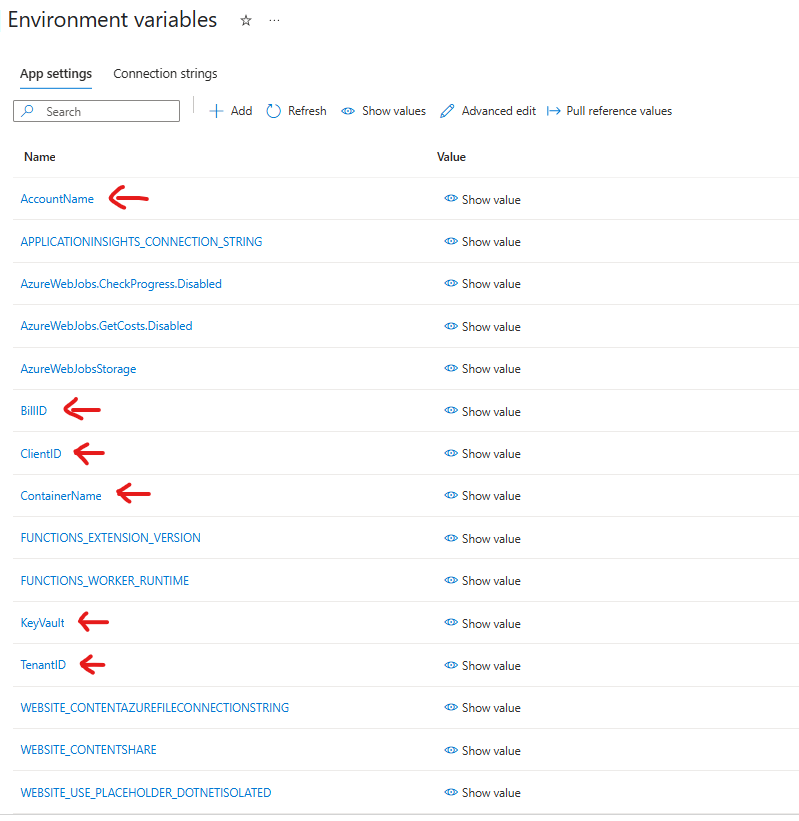 Environment variables
App settings Connection strings
Search Add Refresh Show values Advanced edit Pull reference values
Name Value
AccountName Show value
APPLICATIONINSIGHTS_CONNECTION_STRING Show value
AzureWebJobs.CheckProgress.Disabled Show value
AzureWebJobs.GetCosts.Disabled Show value
AzureWebJobsStorage Show value
BillID Show value
ClientID Show value
ContainerName Show value
FUNCTIONS_EXTENSION_VERSION Show value
FUNCTIONS_WORKER_RUNTIME Show value
KeyVault Show value
TenantID Show value
WEBSITE_CONTENTAZUREFILECONNECTIONSTRING Show value
WEBSITE_CONTENTSHARE Show value
WEBSITE_USE_PLACEHOLDER_DOTNETISOLATED Show value